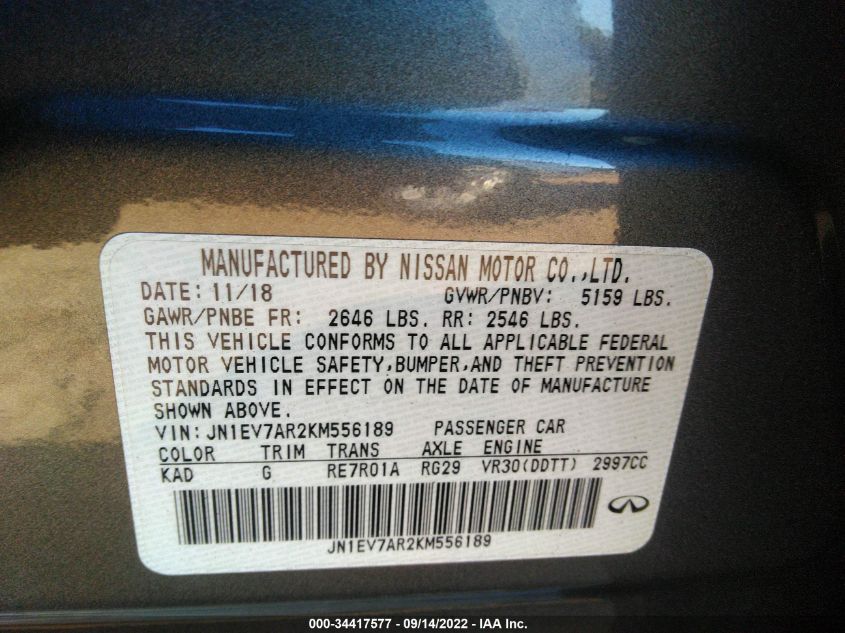 MANUFACTURED BY NISSAN MOTOR CO.,LTD.
DATE: 11/18 GVWR/PNBV: 5159 LBS.
GAWR/PNBE FR: 2646 LBS. RR: 2546 LBS.
THIS VEHICLE CONFORMS TO ALL APPLICABLE FEDERAL
MOTOR VEHICLE SAFETY,BUMPER,AND THEFT PREVENTION
STANDARDS IN EFFECT ON THE DATE OF MANUFACTURE
SHOWN ABOVE.
VIN: JN1EV7AR2KM556189 PASSENGER CAR
COLOR TRIM TRANS AXLE ENGINE
KAD G RE7R01A RG29 VR30(DDTT) 2997CC
JN1EV7AR2KM556189
000-34417577 - 09/14/2022 - IAA Inc.